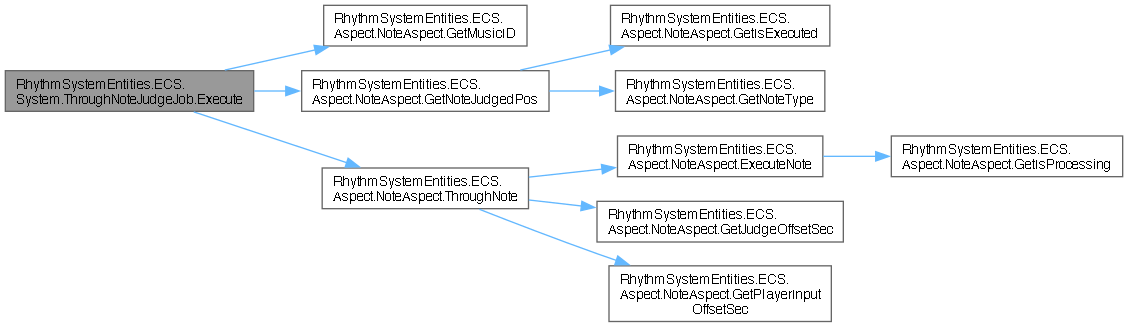 RhythmSystemEntities.ECS.
System.ThroughNoteJudgeJob.Execute
RhythmSystemEntities.ECS.
Aspect.NoteAspect.GetMusicID
RhythmSystemEntities.ECS.
Aspect.NoteAspect.GetNoteJudgedPos
RhythmSystemEntities.ECS.
Aspect.NoteAspect.GetIsExecuted
RhythmSystemEntities.ECS.
Aspect.NoteAspect.GetNoteType
RhythmSystemEntities.ECS.
Aspect.NoteAspect.ThroughNote
RhythmSystemEntities.ECS.
Aspect.NoteAspect.ExecuteNote
RhythmSystemEntities.ECS.
Aspect.NoteAspect.GetIsProcessing
RhythmSystemEntities.ECS.
Aspect.NoteAspect.GetJudgeOffsetSec
RhythmSystemEntities.ECS.
Aspect.NoteAspect.GetPlayerInput
OffsetSec